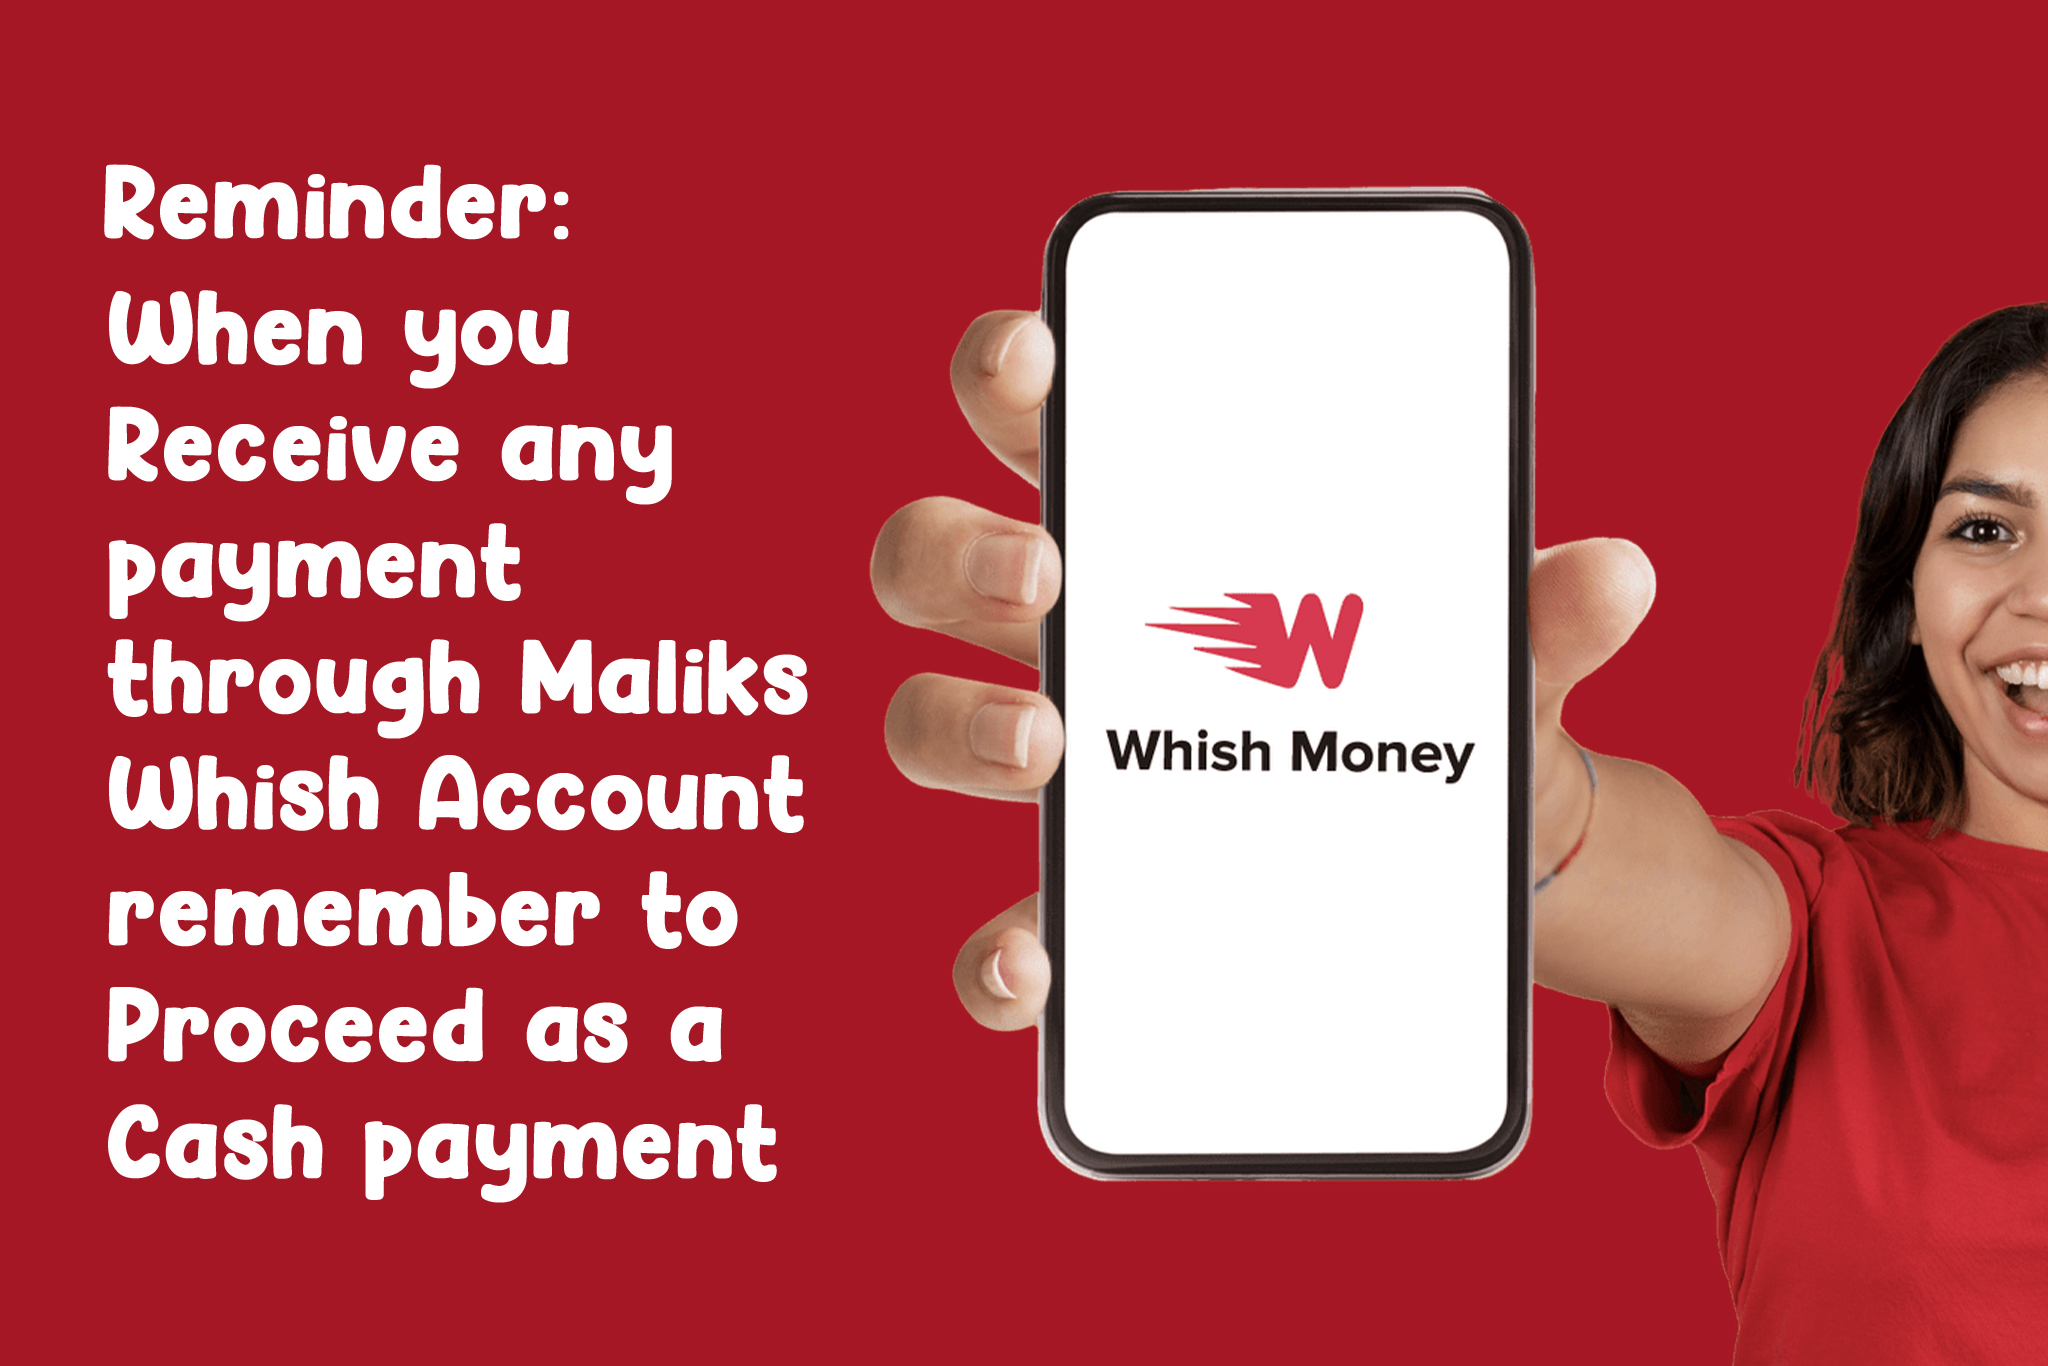 Reminder:
When you
Receive any
payment
through Maliks
Whish Account
remember to
Proceed as a
Cash payment
W
Whish Money